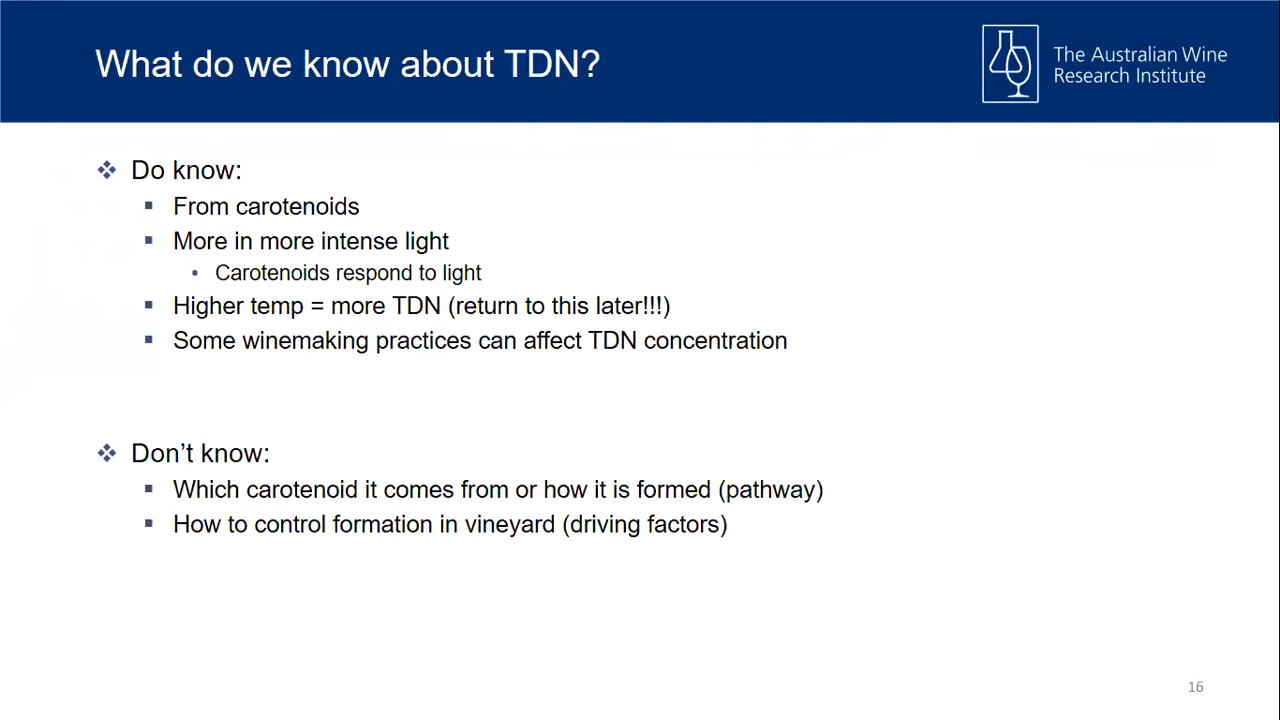 What do we know about TDN?
The Australian Wine
Research Institute
❖ Do know:
▪ From carotenoids
▪ More in more intense light
• Carotenoids respond to light
▪ Higher temp = more TDN (return to this later!!!)
▪ Some winemaking practices can affect TDN concentration
❖ Don’t know:
▪ Which carotenoid it comes from or how it is formed (pathway)
▪ How to control formation in vineyard (driving factors)
16